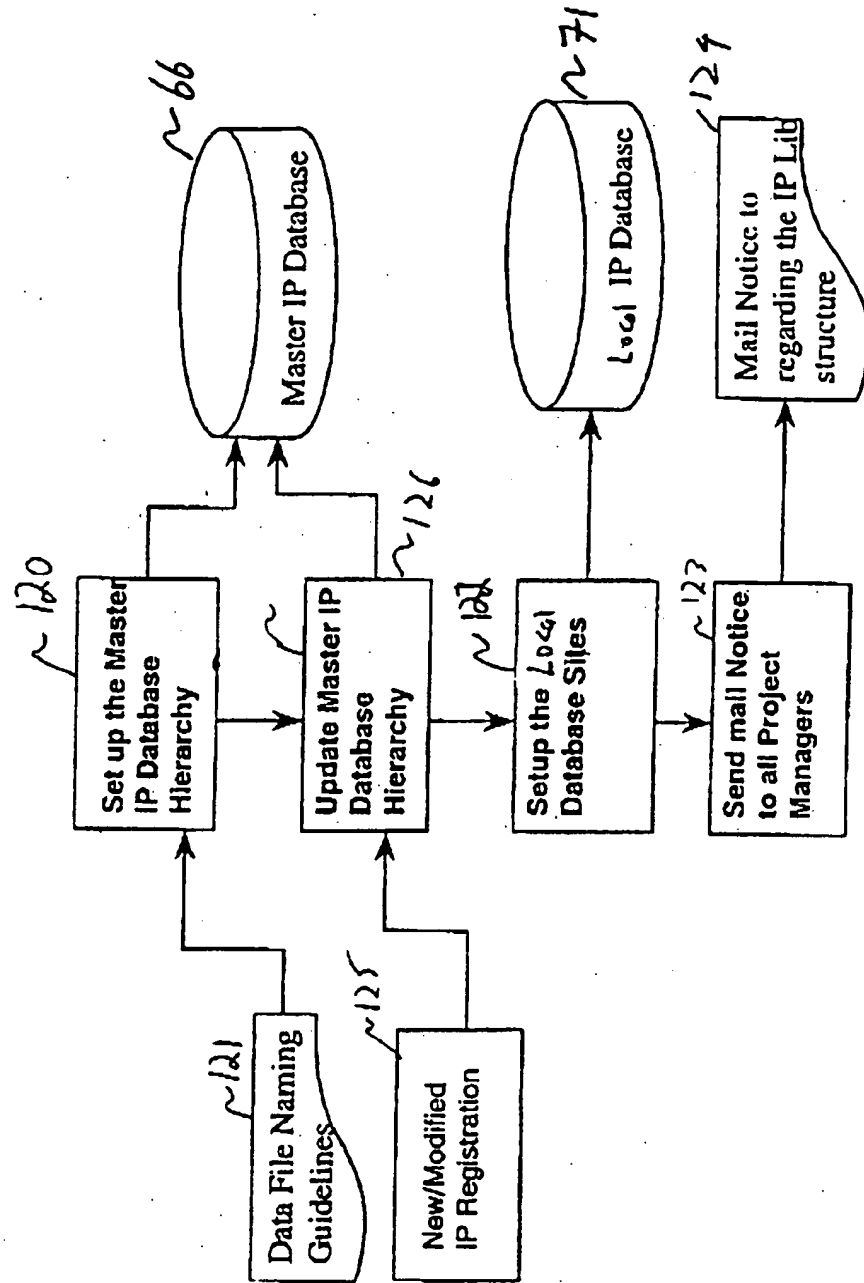 ~120
Set up the Master
IP Database
Hierarchy
~66
Master IP Database
~121
Data File Naming
Guidelines
~
~126
Update Master IP
Database
Hierarchy
~125
New/Modified
IP Registration
~122
Setup the Local
Database Sites
~71
Local IP Database
~123
Send mail Notice
to all Project
Managers
124
Mail Notice to
regarding the IP Lib
structure